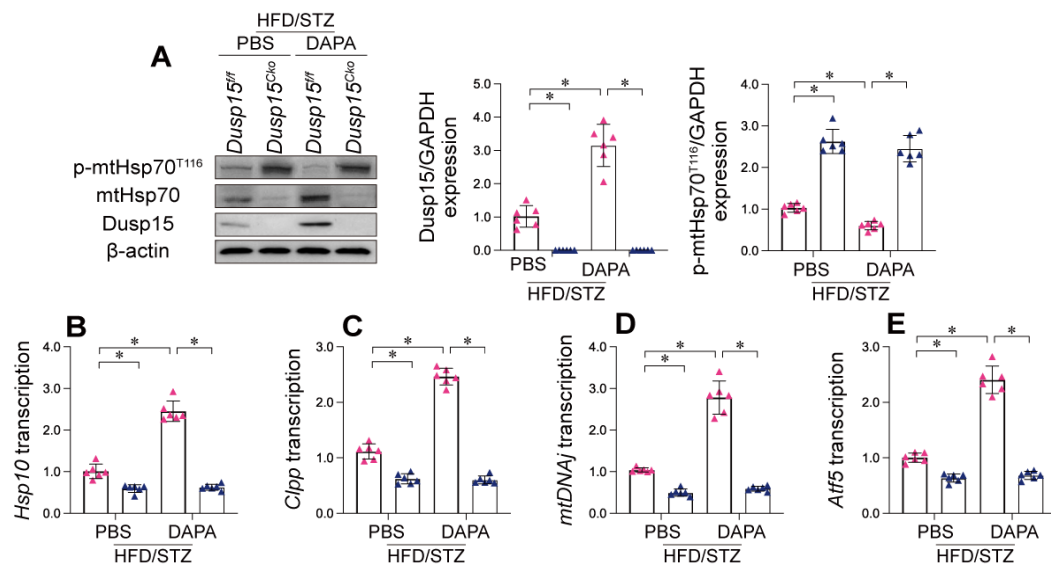 HFD/STZ
PBS DAPA
A
Dusp15f/f Dusp15Cko Dusp15f/f Dusp15Cko
p-mtHsp70T116
mtHsp70
Dusp15
β-actin
Dusp15/GAPDH
expression
5.0
4.0
3.0
2.0
1.0
0.0
* * *
PBS DAPA
HFD/STZ
p-mtHsp70T116/GAPDH
expression
4.0
3.0
2.0
1.0
0.0
* * *
PBS DAPA
HFD/STZ
B
Hsp10 transcription
4.0
3.0
2.0
1.0
0.0
* * *
PBS DAPA
HFD/STZ
C
Clpp transcription
3.0
2.0
1.0
0.0
* * *
PBS DAPA
HFD/STZ
D
mtDNAj transcription
4.0
3.0
2.0
1.0
0.0
* * *
PBS DAPA
HFD/STZ
E
Atf5 transcription
3.0
2.0
1.0
0.0
* * *
PBS DAPA
HFD/STZ